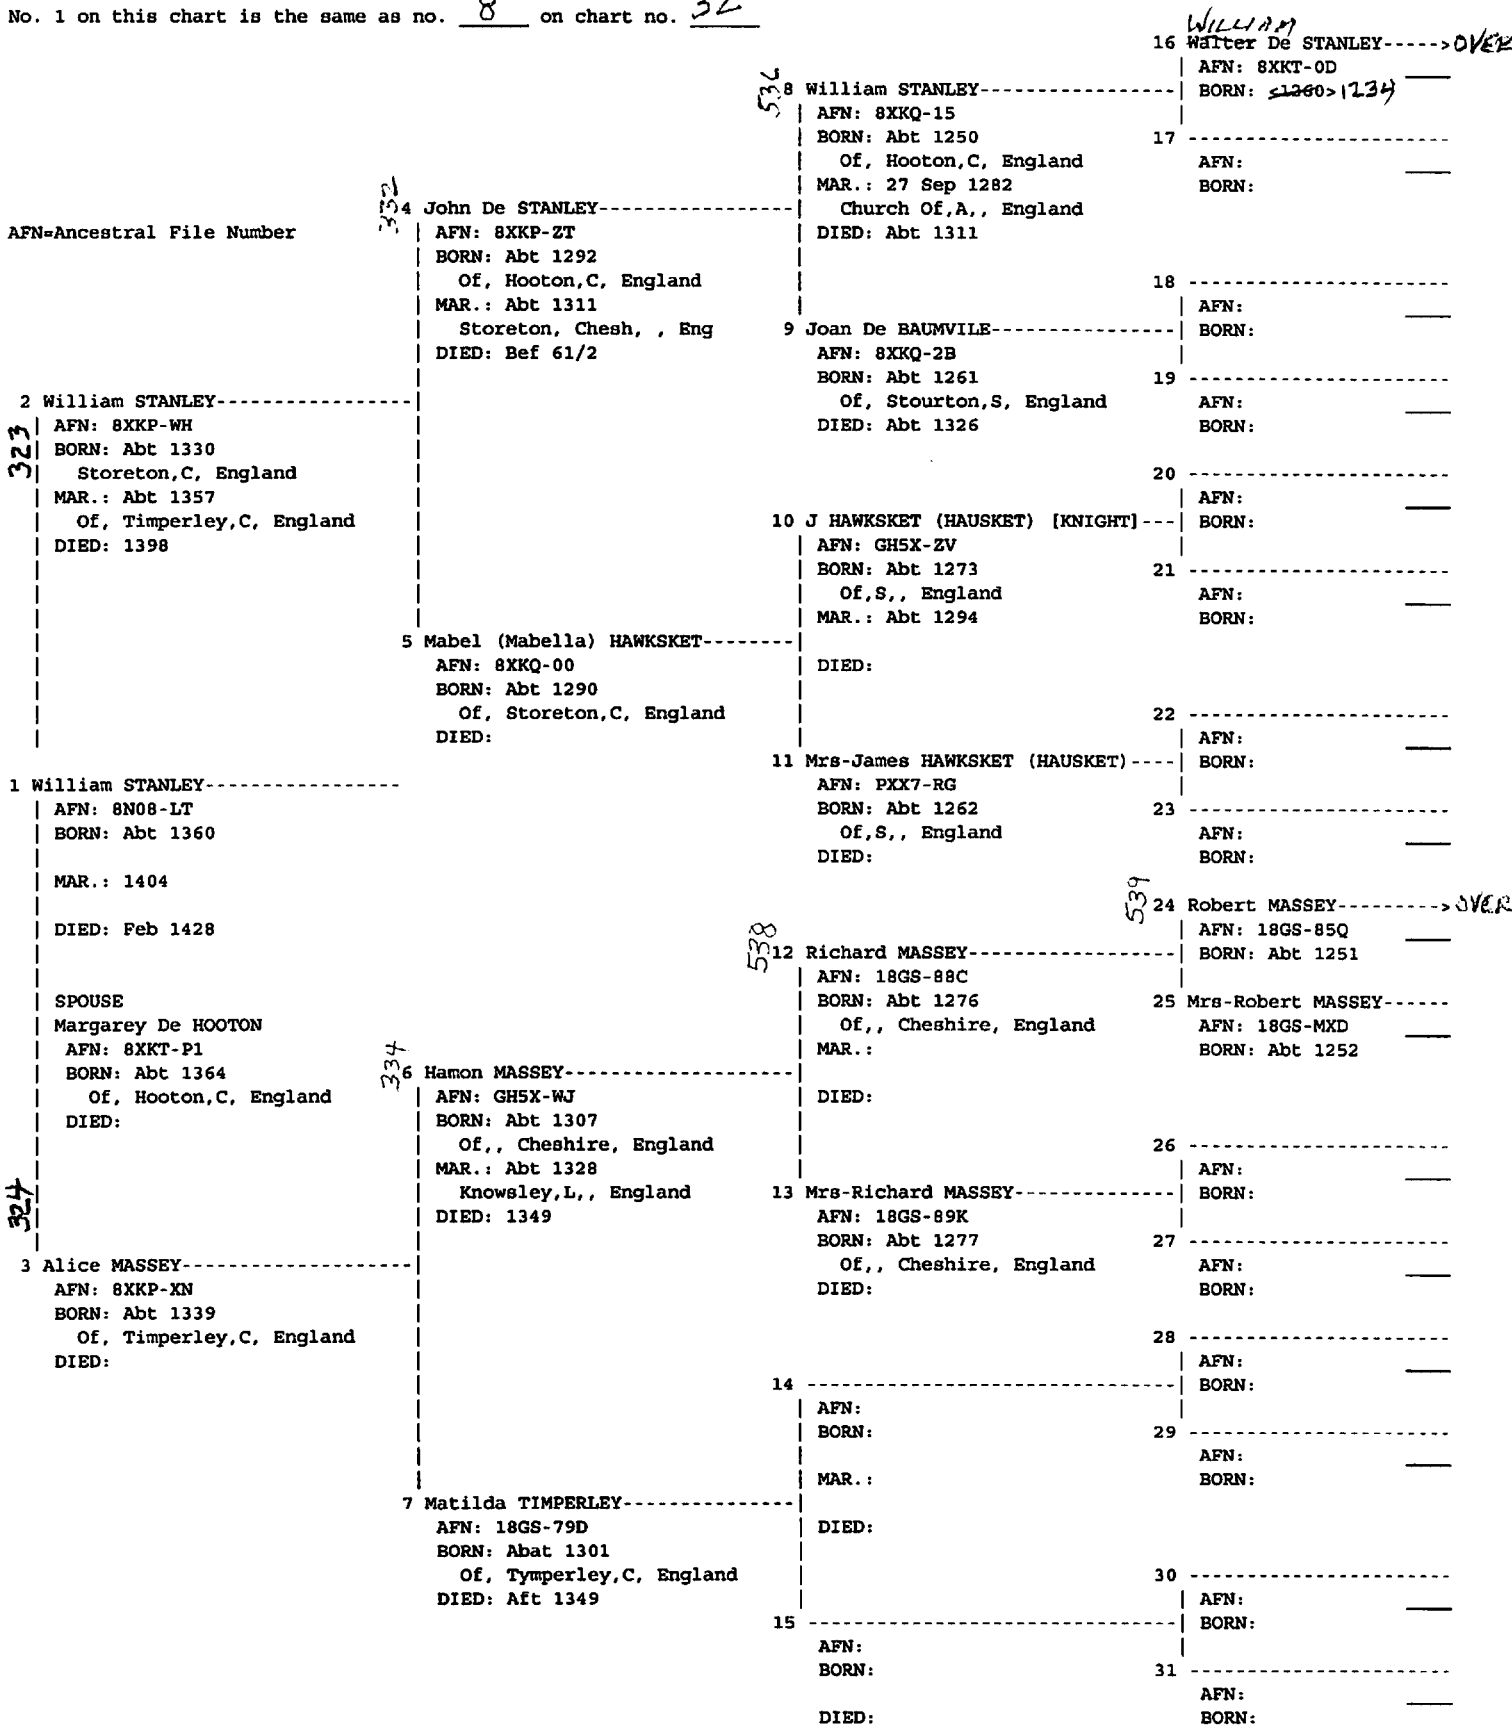 No. 1 on this chart is the same as no. 8 on chart no. 32
WILLIAM
16 Walter De STANLEY-----> OVER
AFN: 8XKT-0D
BORN: <1260> 1234
536
8 William STANLEY----------------
AFN: 8XKQ-15
BORN: Abt 1250
Of, Hooton,C, England
MAR.: 27 Sep 1282
Church Of,A,, England
DIED: Abt 1311
17 -----------------------
AFN:
BORN:
332
4 John De STANLEY----------------
AFN: 8XKP-ZT
BORN: Abt 1292
Of, Hooton,C, England
MAR.: Abt 1311
Storeton, Chesh, , Eng
DIED: Bef 61/2
AFN=Ancestral File Number
18 -----------------------
AFN:
BORN:
9 Joan De BAUMVILE---------------
AFN: 8XKQ-2B
BORN: Abt 1261
Of, Stourton,S, England
DIED: Abt 1326
19 -----------------------
AFN:
BORN:
2 William STANLEY----------------
323
AFN: 8XKP-WH
BORN: Abt 1330
Storeton,C, England
MAR.: Abt 1357
Of, Timperley,C, England
DIED: 1398
20 -----------------------
AFN:
BORN:
10 J HAWKSKET (HAUSKET) [KNIGHT]---
AFN: GH5X-ZV
BORN: Abt 1273
Of,S,, England
MAR.: Abt 1294
DIED:
21 -----------------------
AFN:
BORN:
5 Mabel (Mabella) HAWKSKET--------
AFN: 8XKQ-00
BORN: Abt 1290
Of, Storeton,C, England
DIED:
22 -----------------------
AFN:
BORN:
11 Mrs-James HAWKSKET (HAUSKET)----
AFN: PXX7-RG
BORN: Abt 1262
Of,S,, England
DIED:
23 -----------------------
AFN:
BORN:
1 William STANLEY----------------
AFN: 8N08-LT
BORN: Abt 1360
MAR.: 1404
DIED: Feb 1428
SPOUSE
Margarey De HOOTON
AFN: 8XKT-P1
BORN: Abt 1364
Of, Hooton,C, England
DIED:
539
24 Robert MASSEY---------> OVER
AFN: 18GS-85Q
BORN: Abt 1251
538
12 Richard MASSEY-----------------
AFN: 18GS-88C
BORN: Abt 1276
Of,, Cheshire, England
MAR.:
DIED:
25 Mrs-Robert MASSEY------
AFN: 18GS-MXD
BORN: Abt 1252
334
6 Hamon MASSEY-------------------
AFN: GH5X-WJ
BORN: Abt 1307
Of,, Cheshire, England
MAR.: Abt 1328
Knowsley,L,, England
DIED: 1349
26 -----------------------
AFN:
BORN:
13 Mrs-Richard MASSEY-------------
AFN: 18GS-89K
BORN: Abt 1277
Of,, Cheshire, England
DIED:
27 -----------------------
AFN:
BORN:
324
3 Alice MASSEY-------------------
AFN: 8XKP-XN
BORN: Abt 1339
Of, Timperley,C, England
DIED:
28 -----------------------
AFN:
BORN:
14 -------------------------------
AFN:
BORN:
MAR.:
DIED:
29 -----------------------
AFN:
BORN:
7 Matilda TIMPERLEY--------------
AFN: 18GS-79D
BORN: Abat 1301
Of, Tymperley,C, England
DIED: Aft 1349
30 -----------------------
AFN:
BORN:
15 -------------------------------
AFN:
BORN:
DIED:
31 -----------------------
AFN:
BORN: